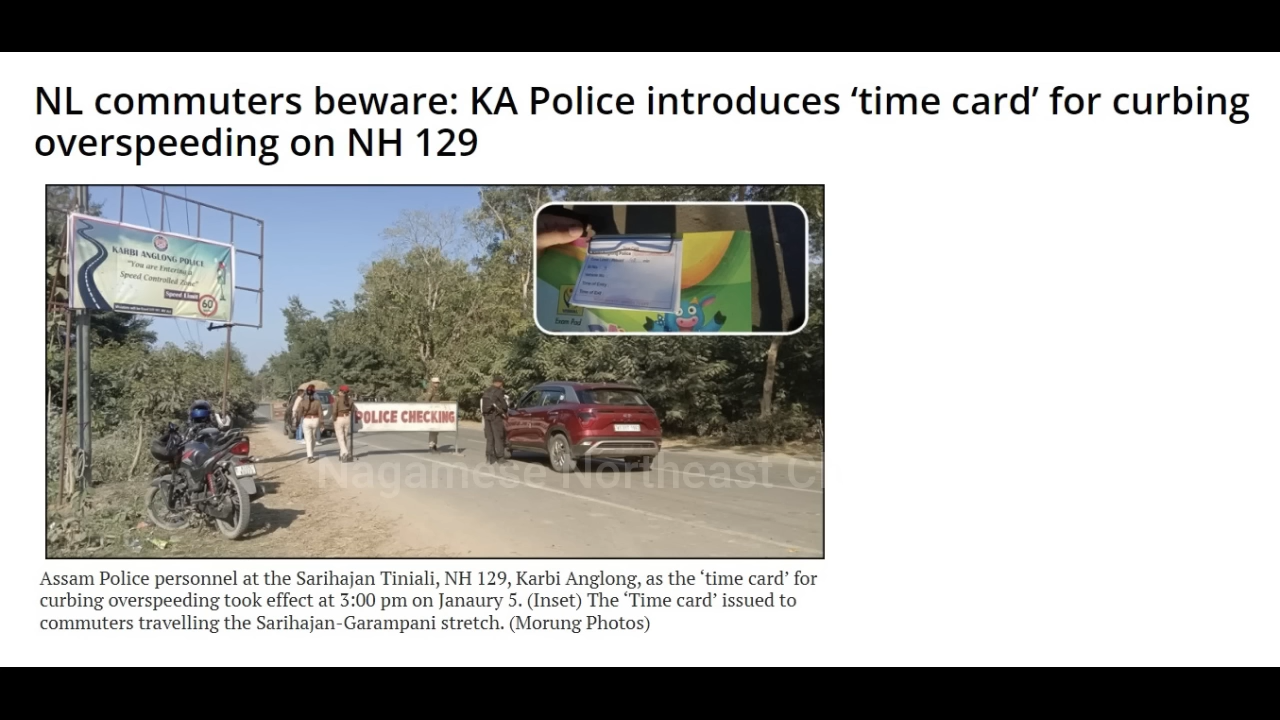 NL commuters beware: KA Police introduces ‘time card’ for curbing
overspeeding on NH 129
KARBI ANGLONG POLICE
"You are Entering a
Speed Controlled Zone"
Speed Limit
60
POLICE CHECKING
Nagamese Northeast C
Assam Police personnel at the Sarihajan Tiniali, NH 129, Karbi Anglong, as the ‘time card’ for
curbing overspeeding took effect at 3:00 pm on Janaury 5. (Inset) The ‘Time card’ issued to
commuters travelling the Sarihajan-Garampani stretch. (Morung Photos)